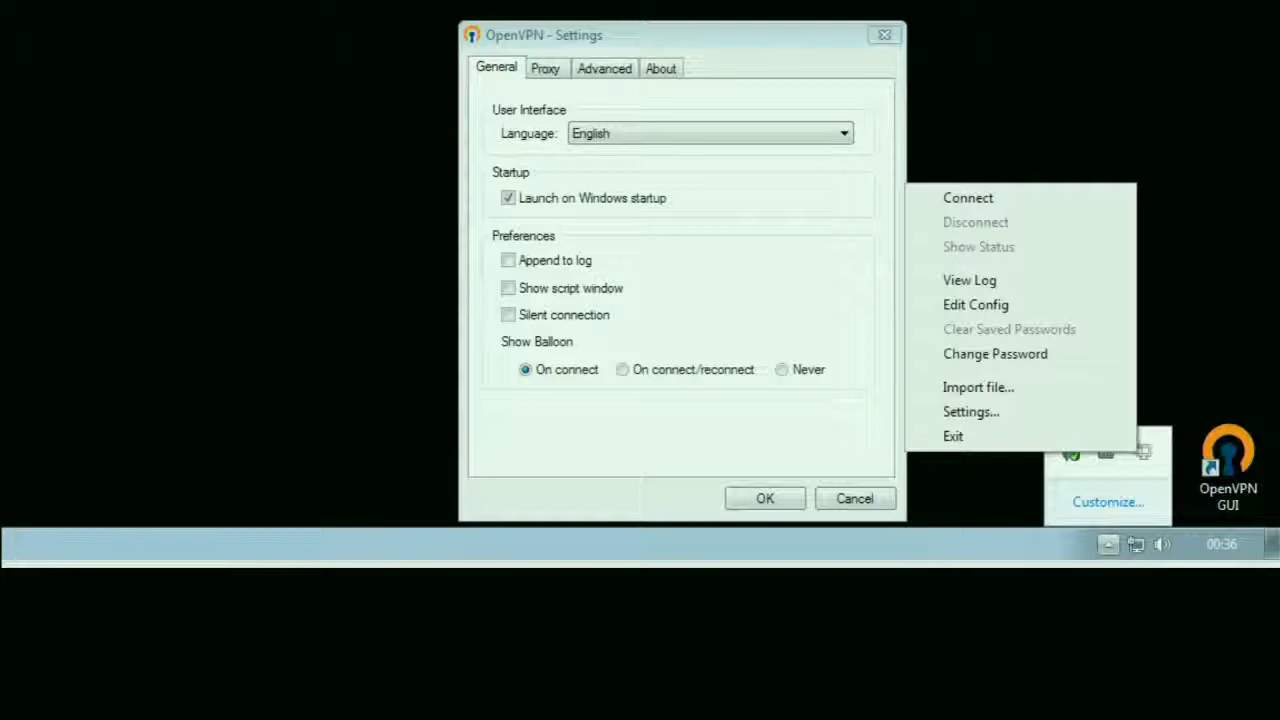 OpenVPN - Settings
General
Proxy
Advanced
About
User Interface
Language:
English
Startup
Launch on Windows startup
Preferences
Append to log
Show script window
Silent connection
Show Balloon
On connect
On connect/reconnect
Never
OK
Cancel
Connect
Disconnect
Show Status
View Log
Edit Config
Clear Saved Passwords
Change Password
Import file...
Settings...
Exit
Customize...
OpenVPN
GUI
00:36